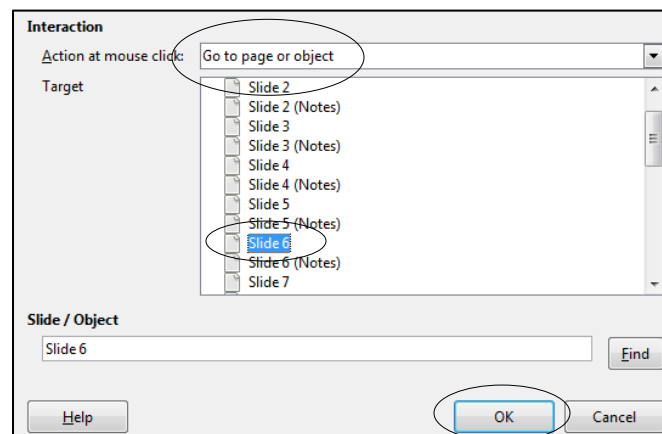 Interaction
Action at mouse click: Go to page or object
Target
Slide 2
Slide 2 (Notes)
Slide 3
Slide 3 (Notes)
Slide 4
Slide 4 (Notes)
Slide 5
Slide 5 (Notes)
Slide 6
Slide 6 (Notes)
Slide 7
Slide / Object
Slide 6
Find
Help
OK
Cancel